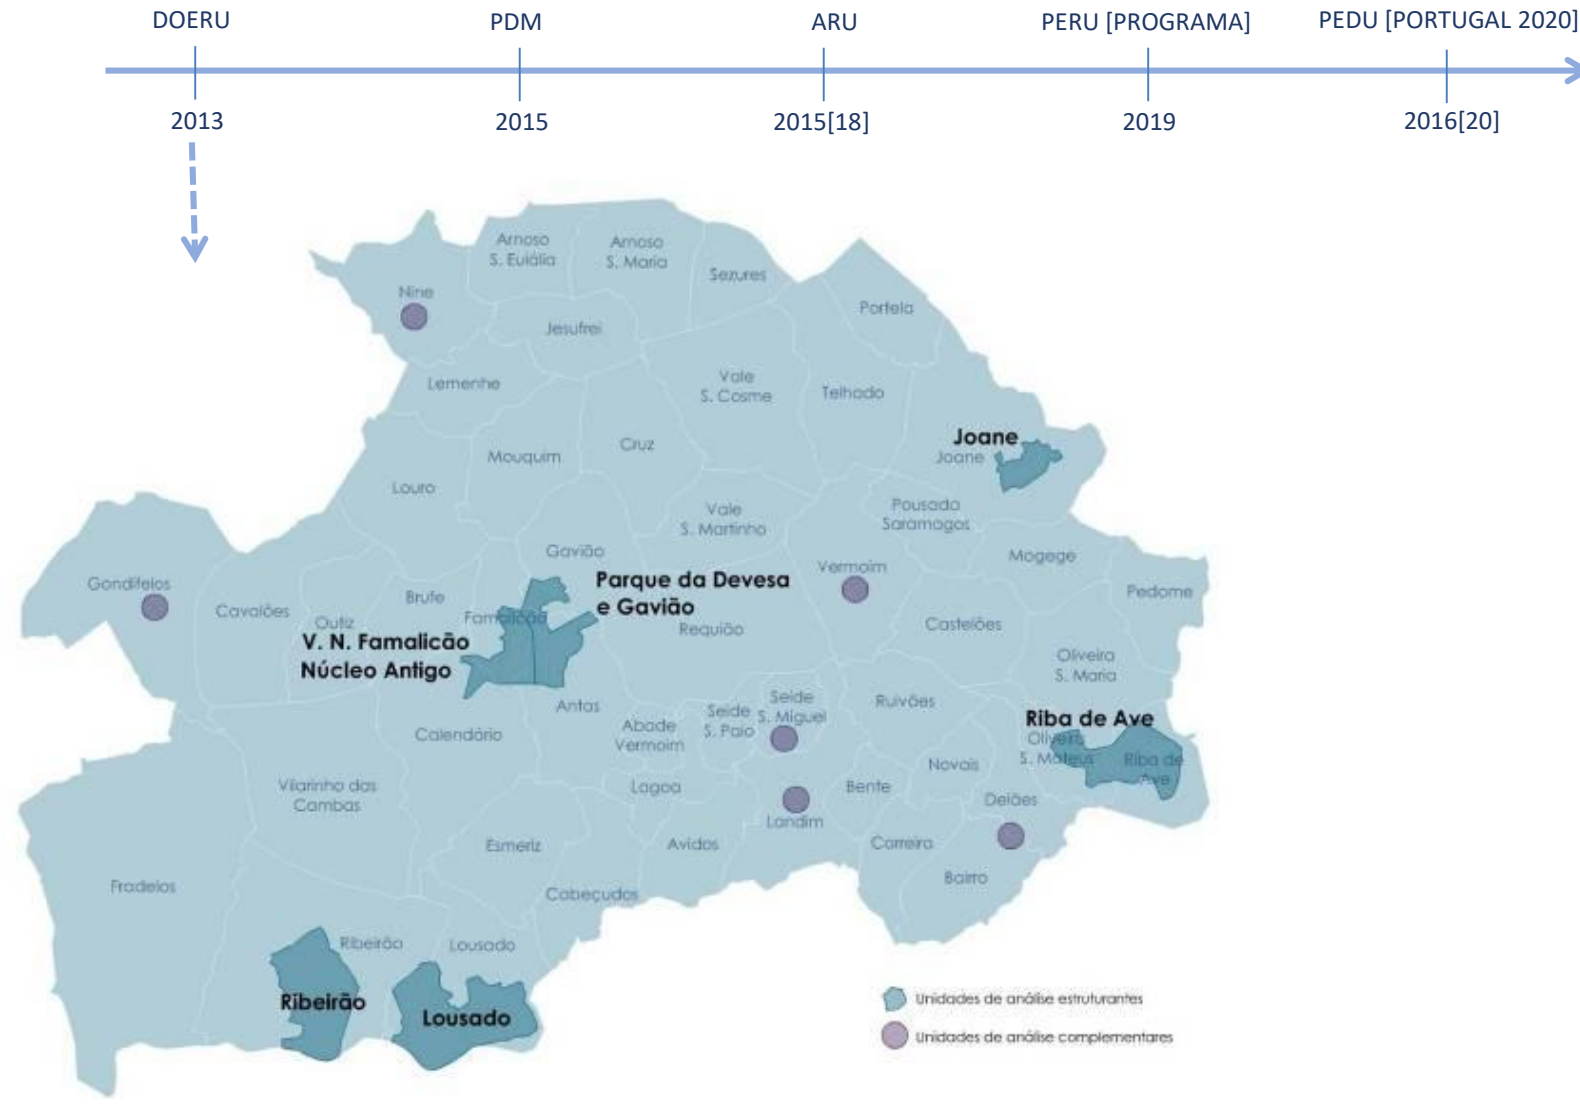 DOERU
PDM
ARU
PERU [PROGRAMA]
PEDU [PORTUGAL 2020]
2013
2015
2015[18]
2019
2016[20]
Arnoso
S. Eulália
Arnoso
S. Maria
Sezures
Nine
Portela
Jesufrei
Lemenhe
Vale
S. Cosme
Telhado
Joane
Joane
Cruz
Mouquim
Louro
Vale
S. Martinho
Pousada
Saramagos
Gavião
Mogege
Vermoim
Gondifelos
Parque da Devesa
e Gavião
Pedome
Brufe
Cavalões
Outiz
Famalicão
Requião
Castelões
V. N. Famalicão
Núcleo Antigo
Oliveira
S. Maria
Antas
Seide
S. Miguel
Seide
S. Paio
Ruivães
Riba de Ave
Abade
Vermoim
Calendário
Oliveira
S. Mateus
Riba de
Ave
Novais
Vilarinho das
Cambas
Lagoa
Bente
Delães
Landim
Esmeriz
Avidos
Carreira
Bairro
Fradelos
Cabeçudos
Ribeirão
Lousado
Ribeirão
Lousado
Unidades de análise estruturantes
Unidades de análise complementares